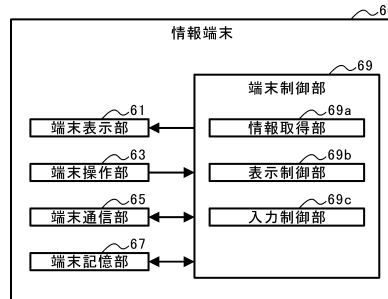 情報端末
69
端末制御部
61
端末表示部
69a
情報取得部
63
端末操作部
69b
表示制御部
65
端末通信部
69c
入力制御部
67
端末記憶部